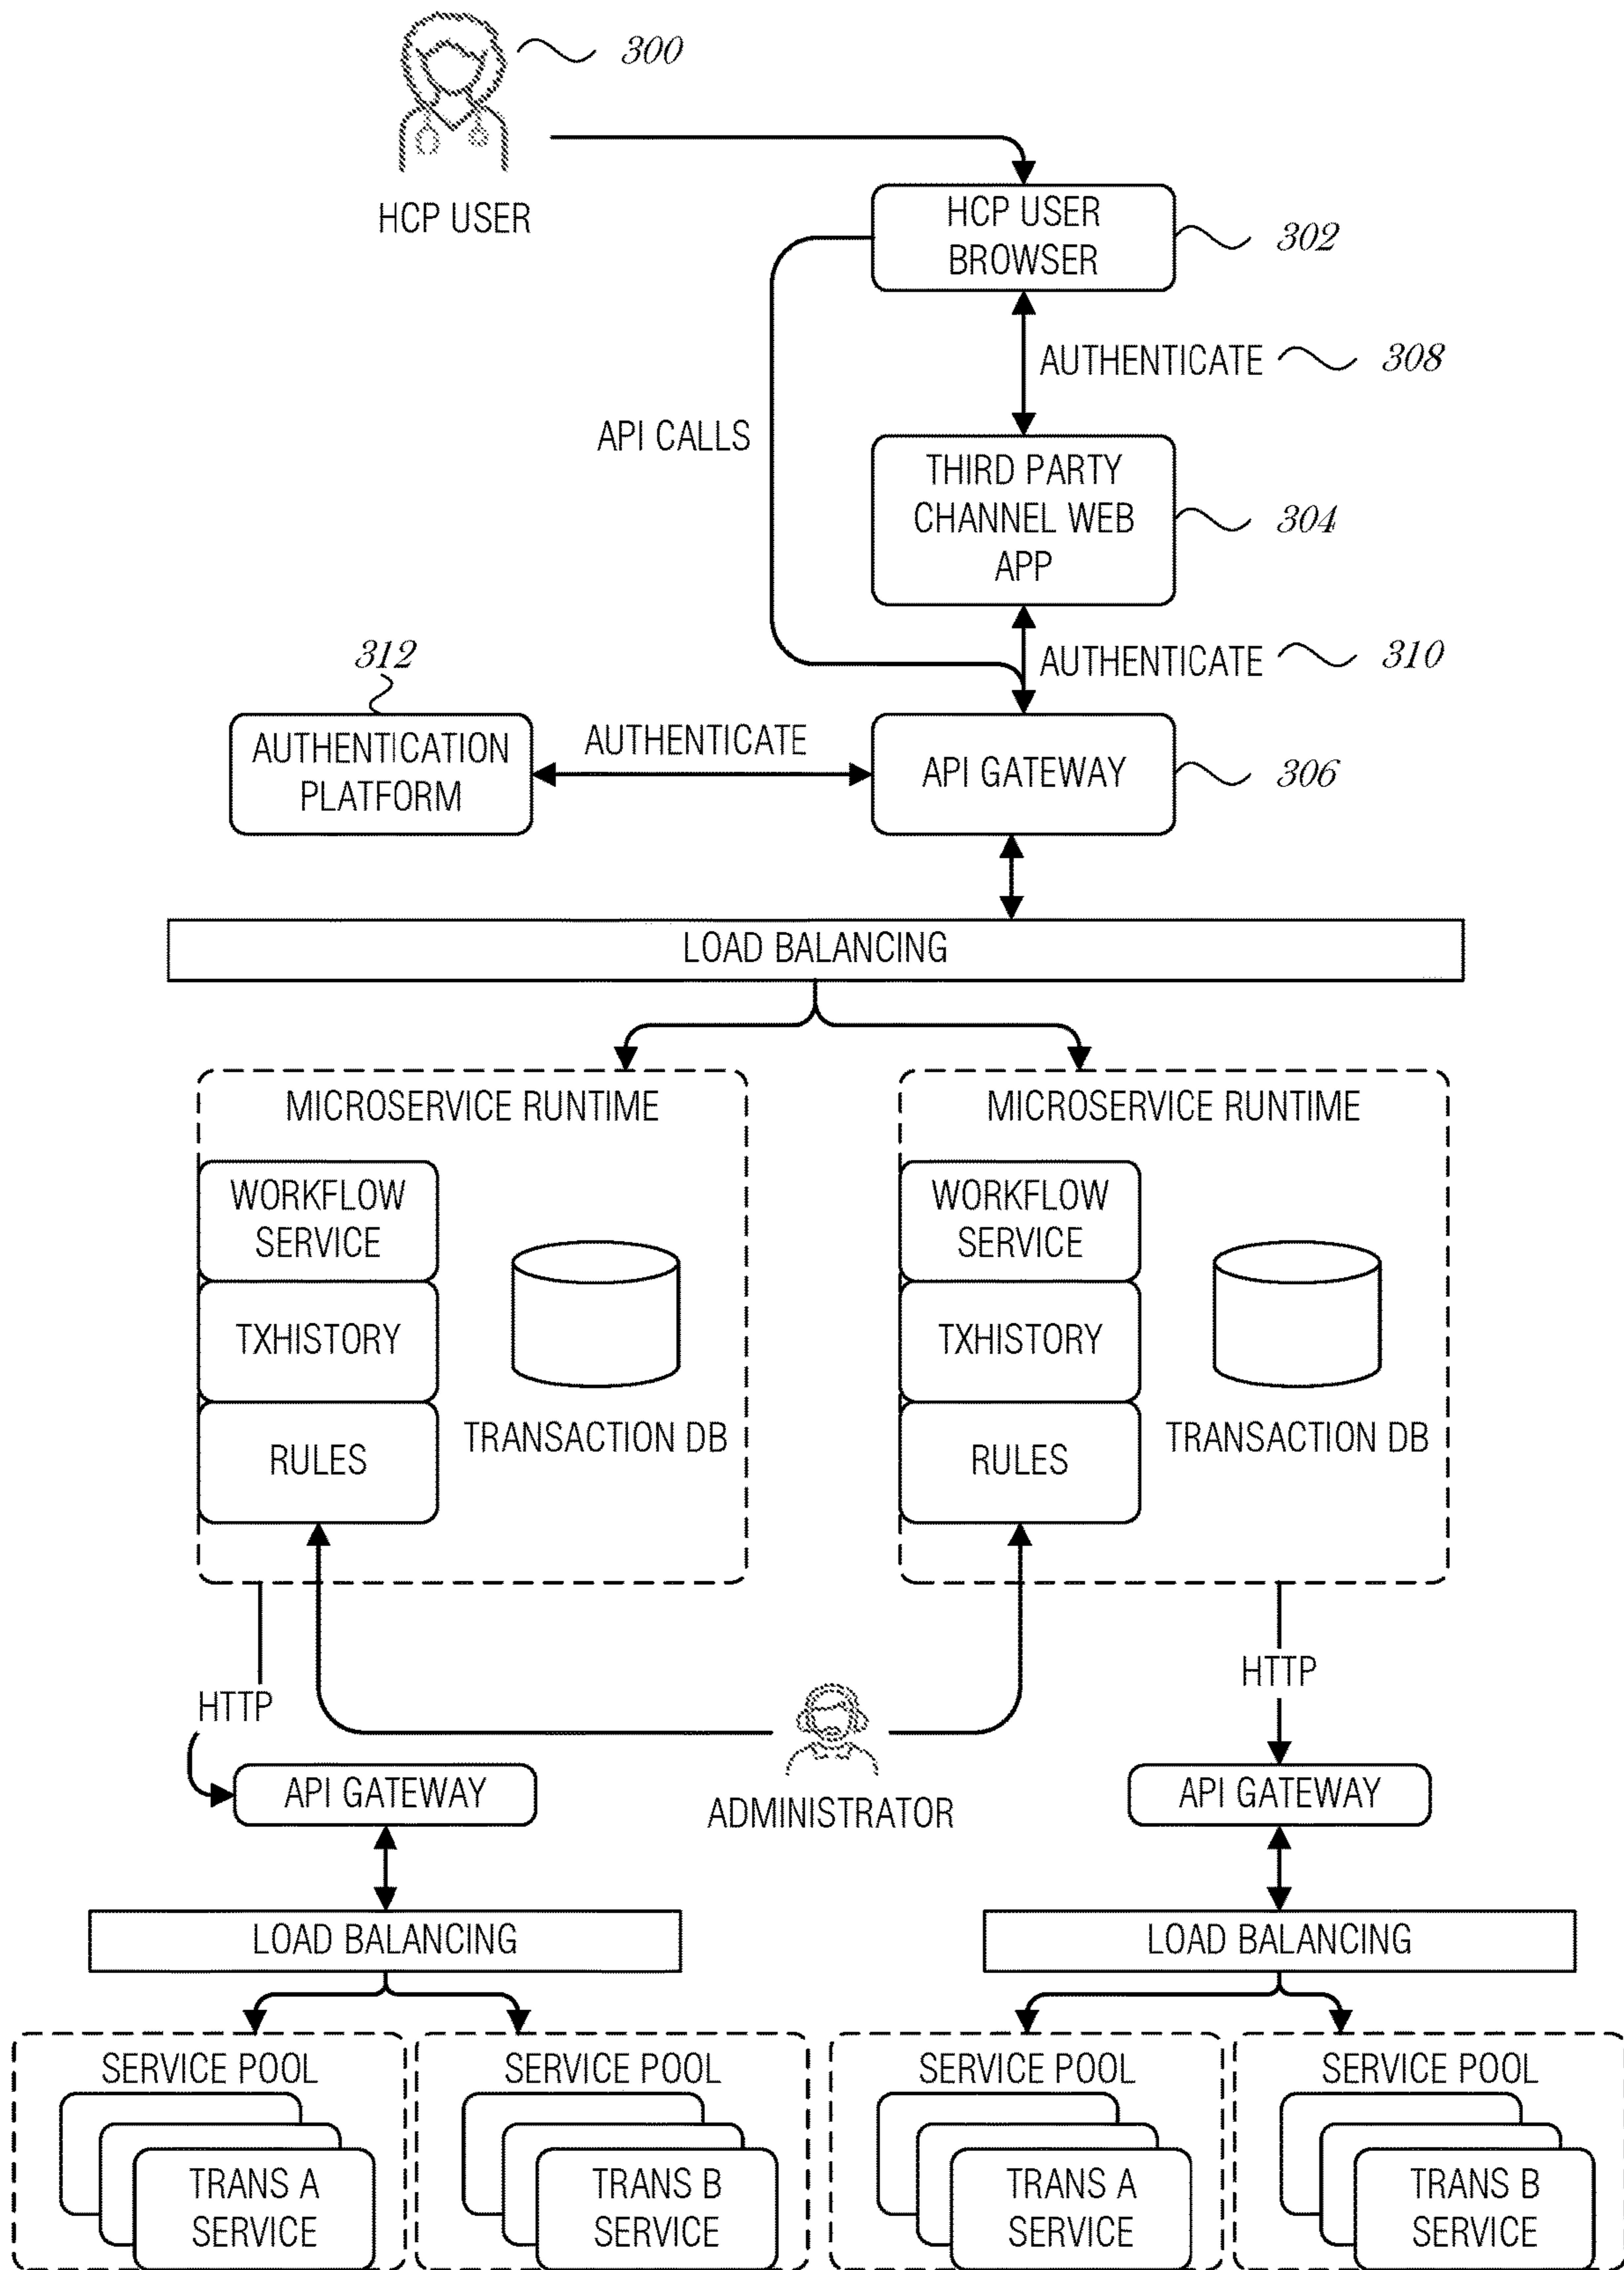 300
HCP USER
HCP USER
BROWSER
302
AUTHENTICATE
308
API CALLS
THIRD PARTY
CHANNEL WEB
APP
304
312
AUTHENTICATE
310
AUTHENTICATION
PLATFORM
AUTHENTICATE
API GATEWAY
306
LOAD BALANCING
MICROSERVICE RUNTIME
WORKFLOW
SERVICE
TXHISTORY
RULES
TRANSACTION DB
MICROSERVICE RUNTIME
WORKFLOW
SERVICE
TXHISTORY
RULES
TRANSACTION DB
HTTP
HTTP
API GATEWAY
ADMINISTRATOR
API GATEWAY
LOAD BALANCING
LOAD BALANCING
SERVICE POOL
TRANS A
SERVICE
SERVICE POOL
TRANS B
SERVICE
SERVICE POOL
TRANS A
SERVICE
SERVICE POOL
TRANS B
SERVICE